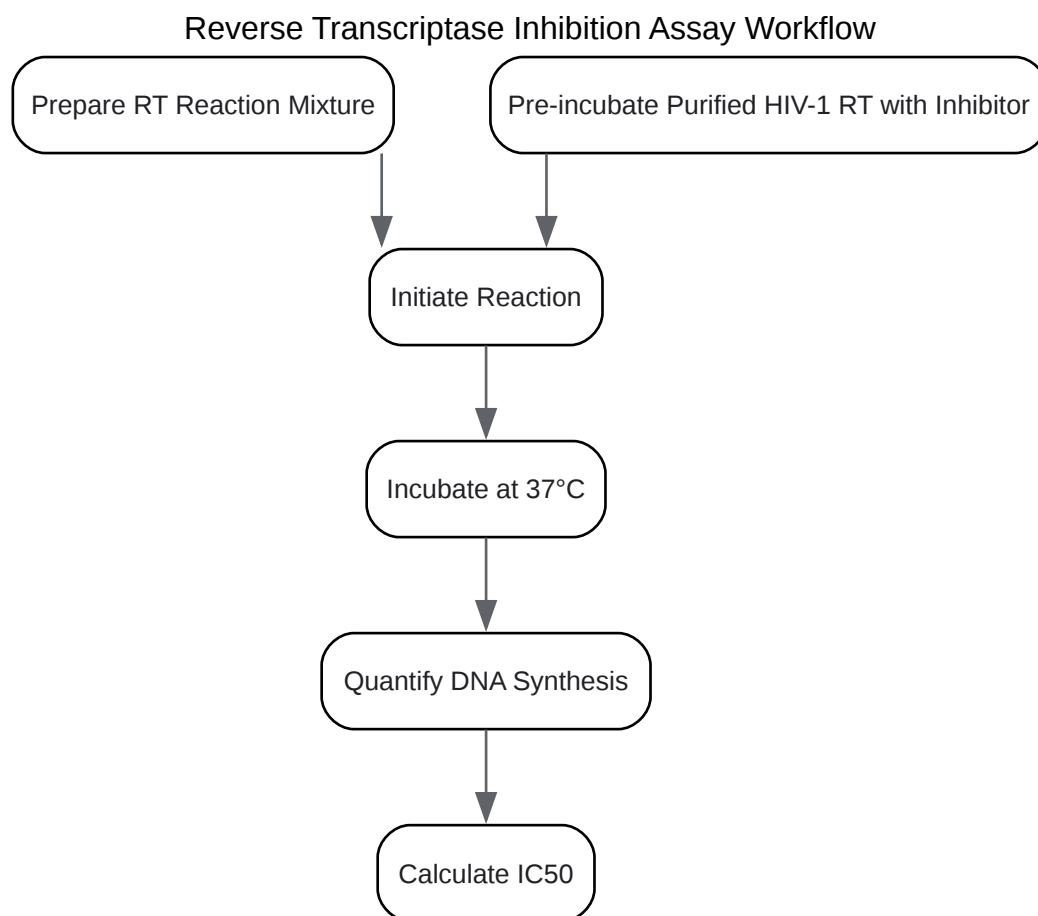 Reverse Transcriptase Inhibition Assay Workflow
Prepare RT Reaction Mixture
Pre-incubate Purified HIV-1 RT with Inhibitor
Initiate Reaction
Incubate at 37°C
Quantify DNA Synthesis
Calculate IC50